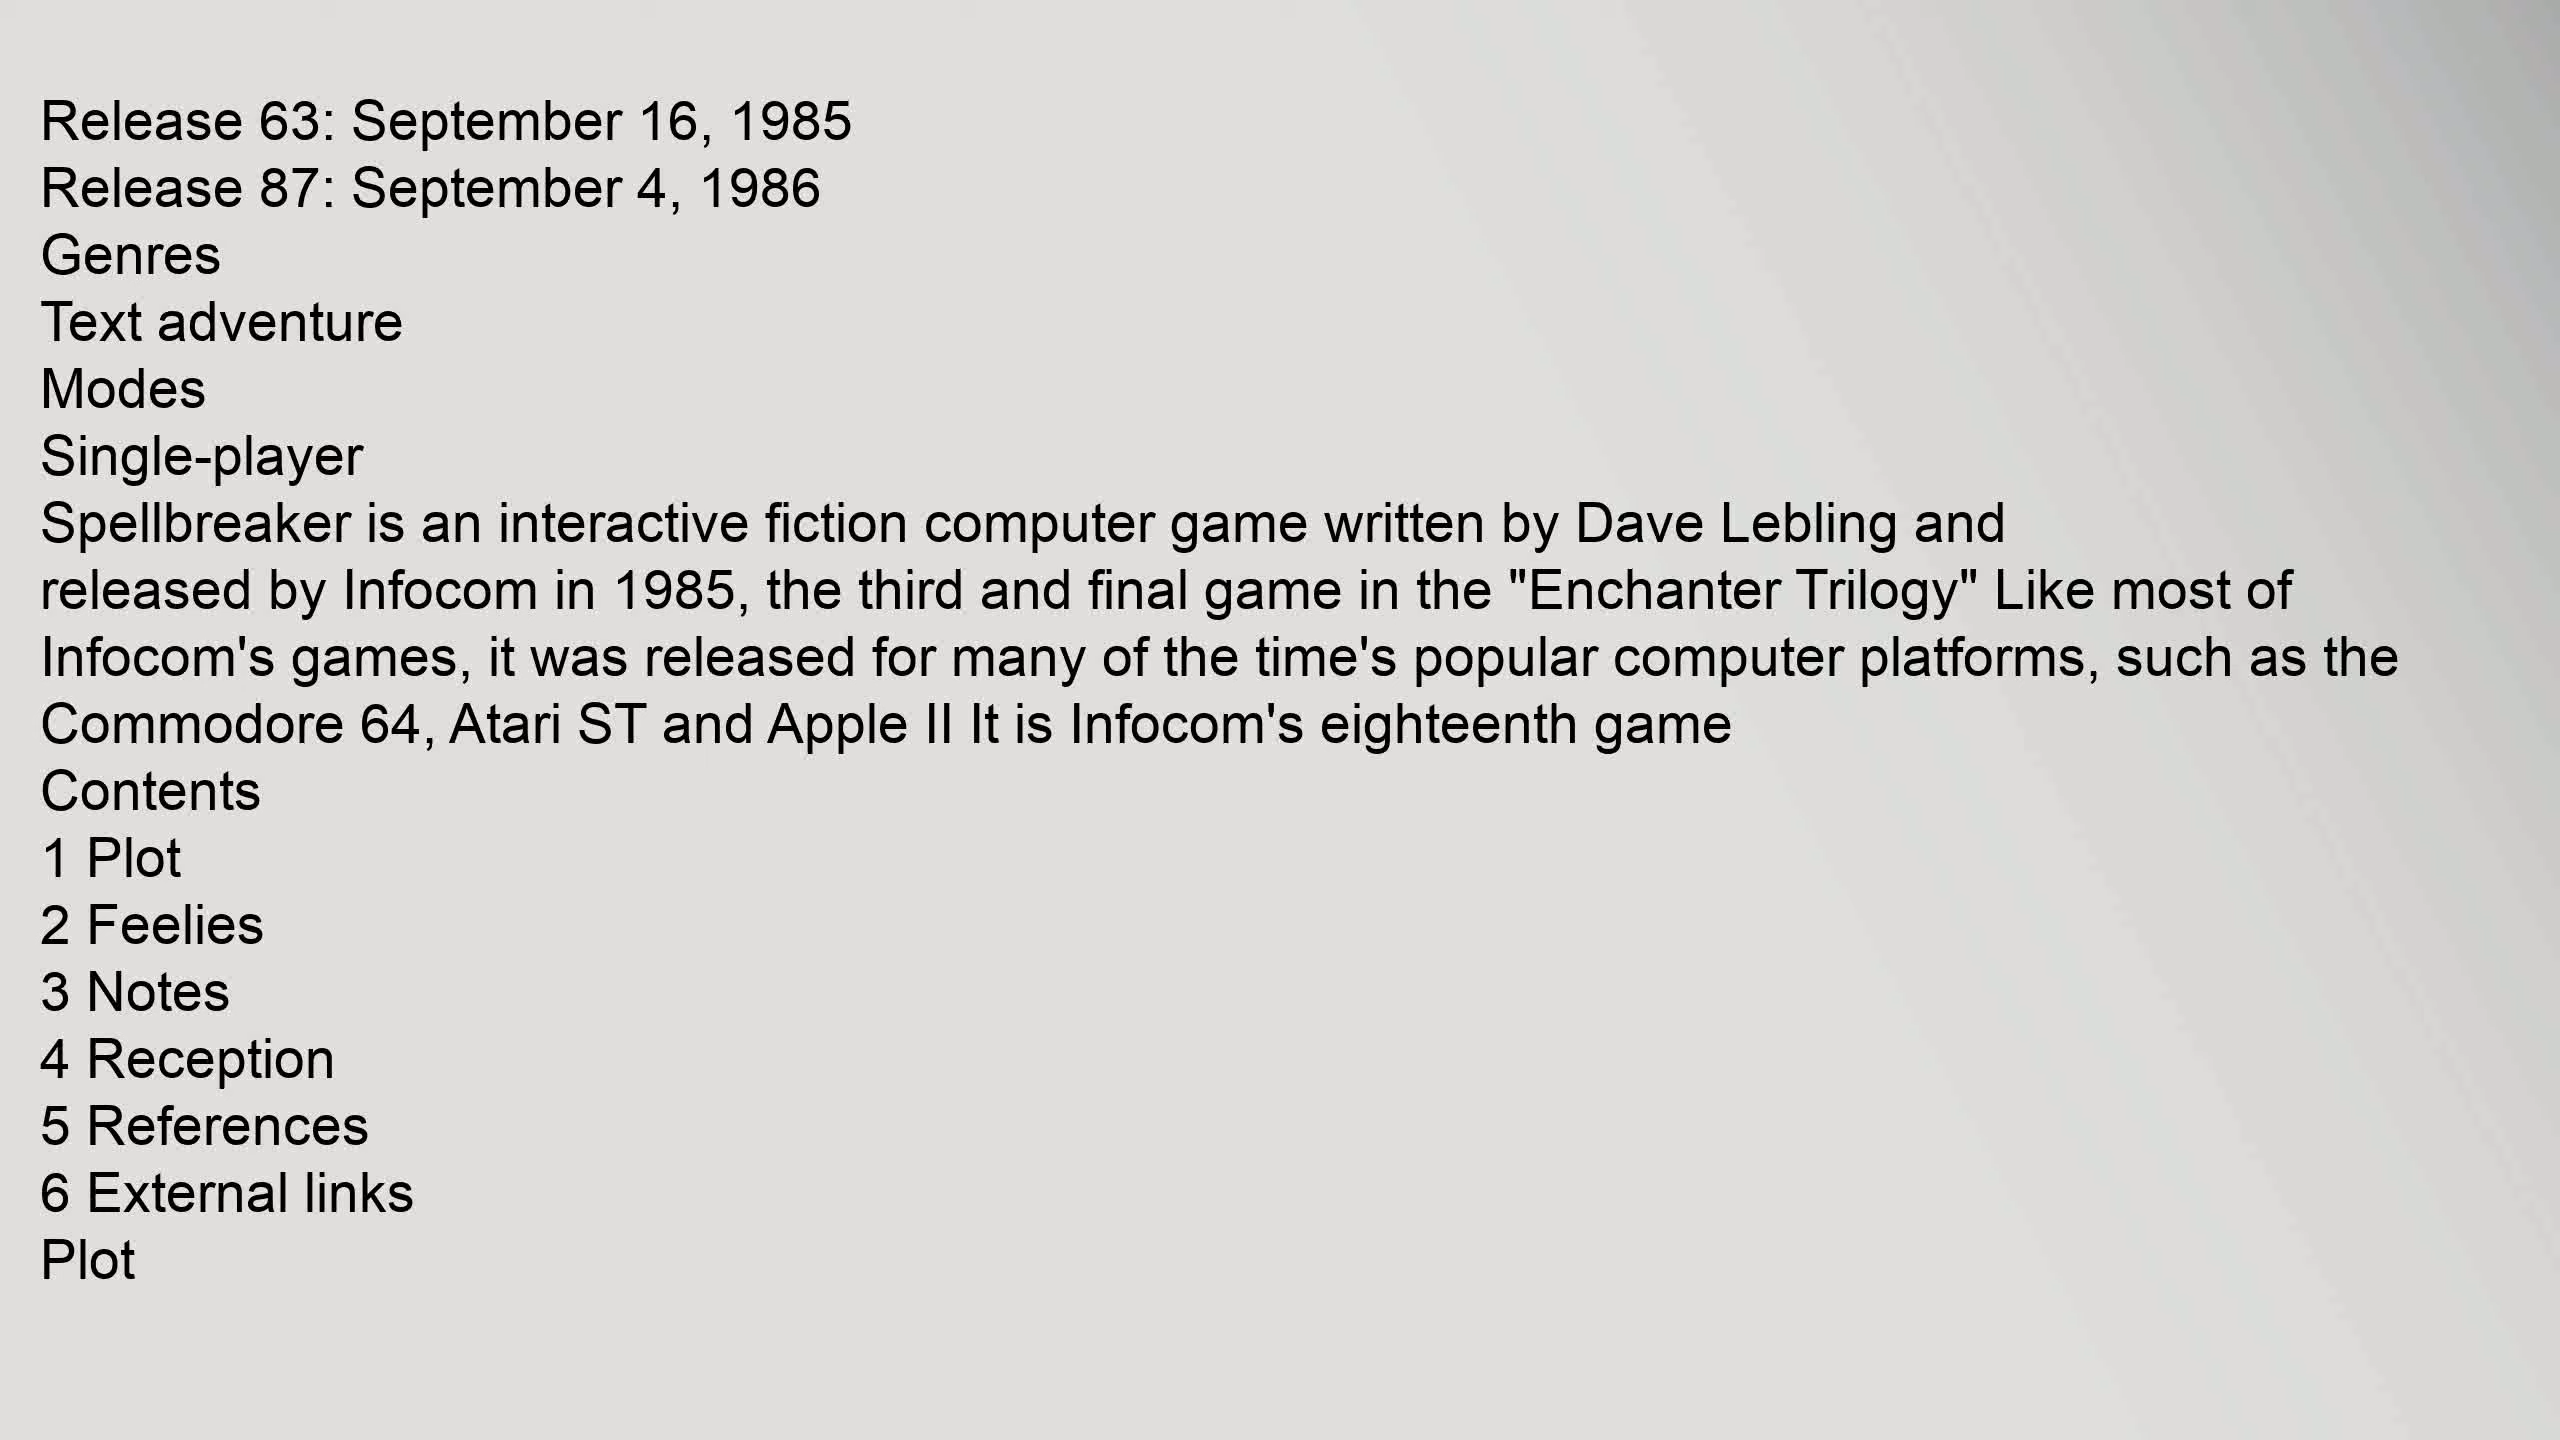 Release 63: September 16, 1985
Release 87: September 4, 1986
Genres
Text adventure
Modes
Single-player
Spellbreaker is an interactive fiction computer game written by Dave Lebling and
released by Infocom in 1985, the third and final game in the "Enchanter Trilogy" Like most of
Infocom's games, it was released for many of the time's popular computer platforms, such as the
Commodore 64, Atari ST and Apple II It is Infocom's eighteenth game
Contents
1 Plot
2 Feelies
3 Notes
4 Reception
5 References
6 External links
Plot